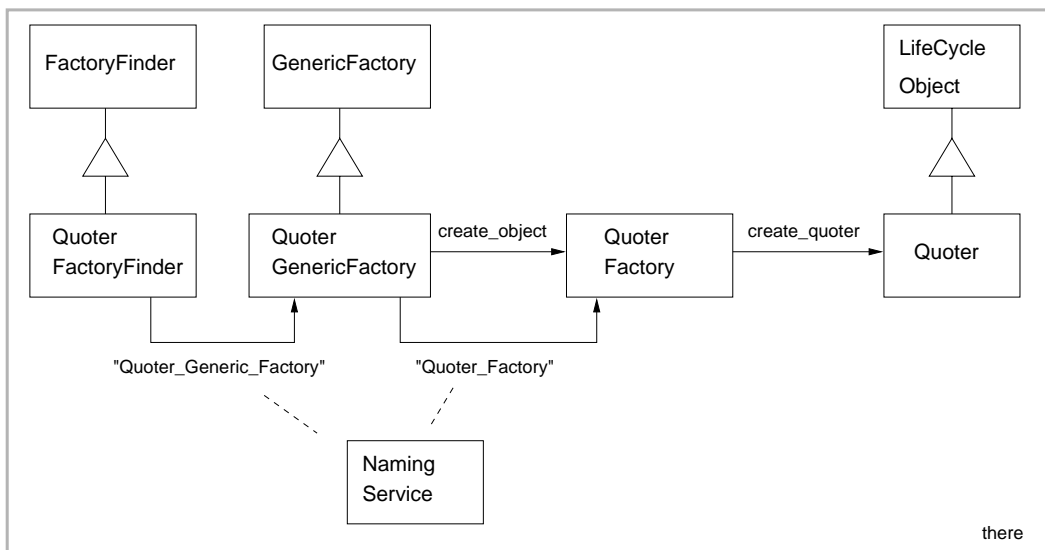 FactoryFinder
GenericFactory
LifeCycle
Object
Quoter
FactoryFinder
Quoter
GenericFactory
create_object
Quoter
Factory
create_quoter
Quoter
"Quoter_Generic_Factory"
"Quoter_Factory"
Naming
Service
there